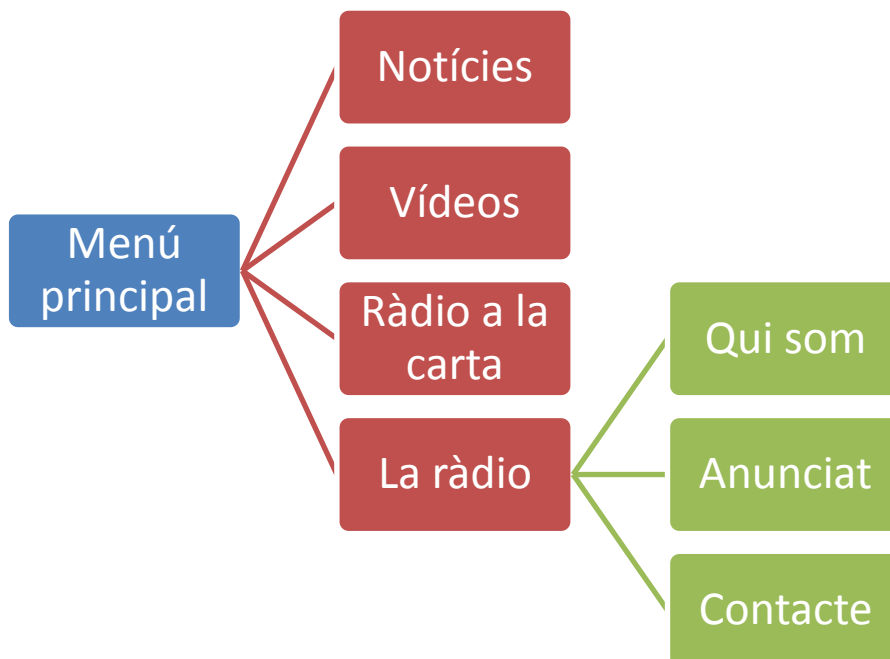 Notícies
Vídeos
Menú
principal
Ràdio a la
carta
La ràdio
Qui som
Anunciat
Contacte